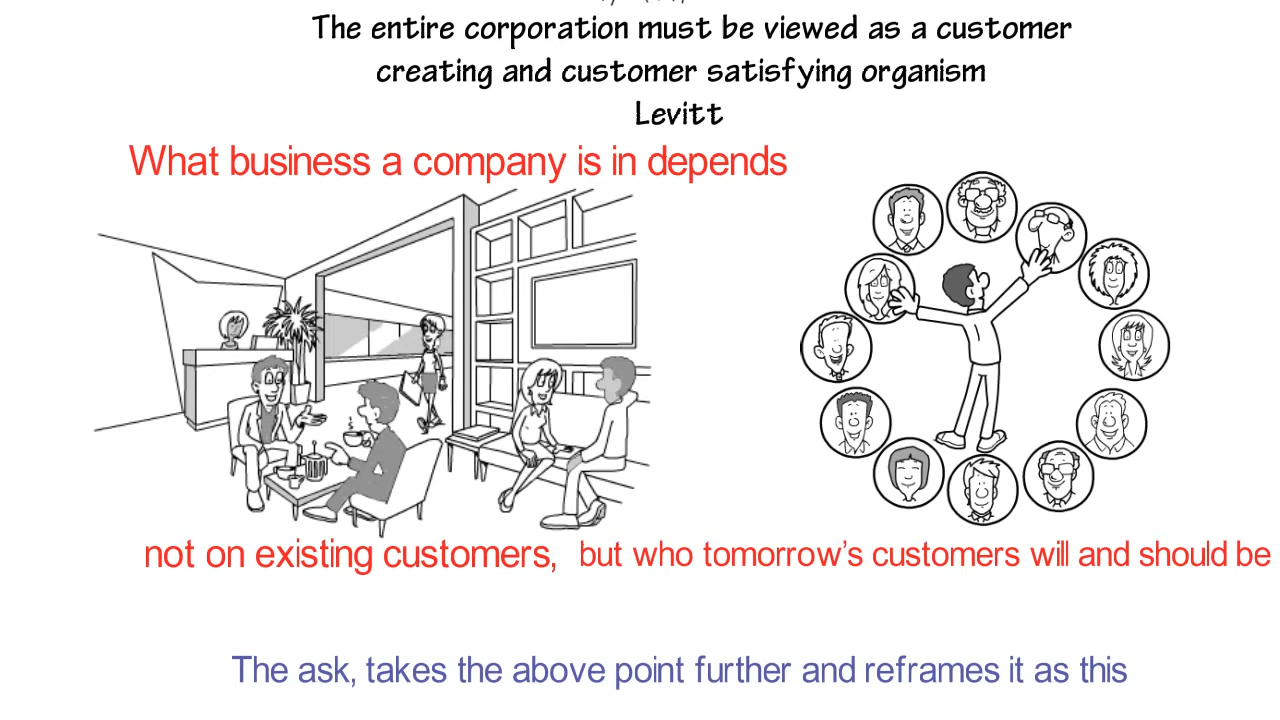 The entire corporation must be viewed as a customer
creating and customer satisfying organism
Levitt
What business a company is in depends
not on existing customers, but who tomorrow's customers will and should be
The ask, takes the above point further and reframes it as this